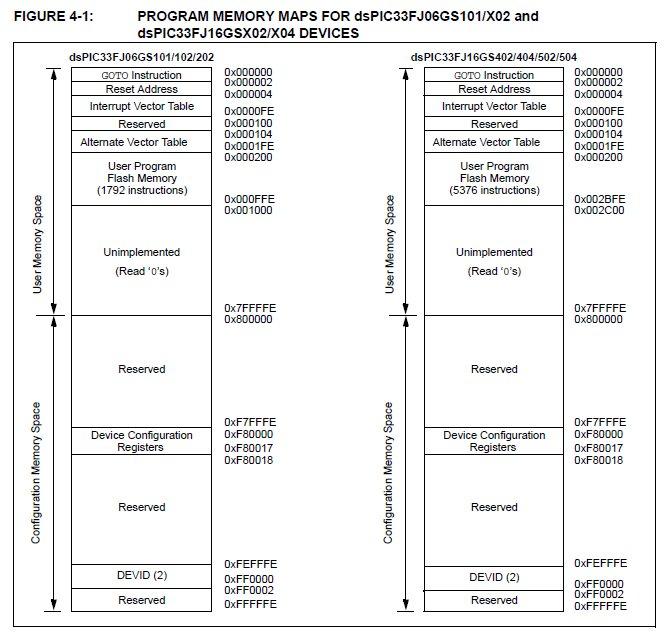 FIGURE 4-1: PROGRAM MEMORY MAPS FOR dsPIC33FJ06GS101/X02 and
dsPIC33FJ16GSX02/X04 DEVICES
dsPIC33FJ06GS101/102/202
GOTO Instruction
Reset Address
Interrupt Vector Table
Reserved
Alternate Vector Table
User Program
Flash Memory
(1792 instructions)
Unimplemented
(Read ‘0’s)
Reserved
Device Configuration
Registers
Reserved
DEVID (2)
Reserved
0x000000
0x000002
0x000004
0x0000FE
0x000100
0x000104
0x0001FE
0x000200
0x000FFE
0x001000
0x7FFFFE
0x800000
0xF7FFFE
0xF80000
0xF80017
0xF80018
0xFEFFFE
0xFF0000
0xFF0002
0xFFFFFE
User Memory Space
Configuration Memory Space
dsPIC33FJ16GS402/404/502/504
GOTO Instruction
Reset Address
Interrupt Vector Table
Reserved
Alternate Vector Table
User Program
Flash Memory
(5376 instructions)
Unimplemented
(Read ‘0’s)
Reserved
Device Configuration
Registers
Reserved
DEVID (2)
Reserved
0x000000
0x000002
0x000004
0x0000FE
0x000100
0x000104
0x0001FE
0x000200
0x002BFE
0x002C00
0x7FFFFE
0x800000
0xF7FFFE
0xF80000
0xF80017
0xF80018
0xFEFFFE
0xFF0000
0xFF0002
0xFFFFFE
User Memory Space
Configuration Memory Space